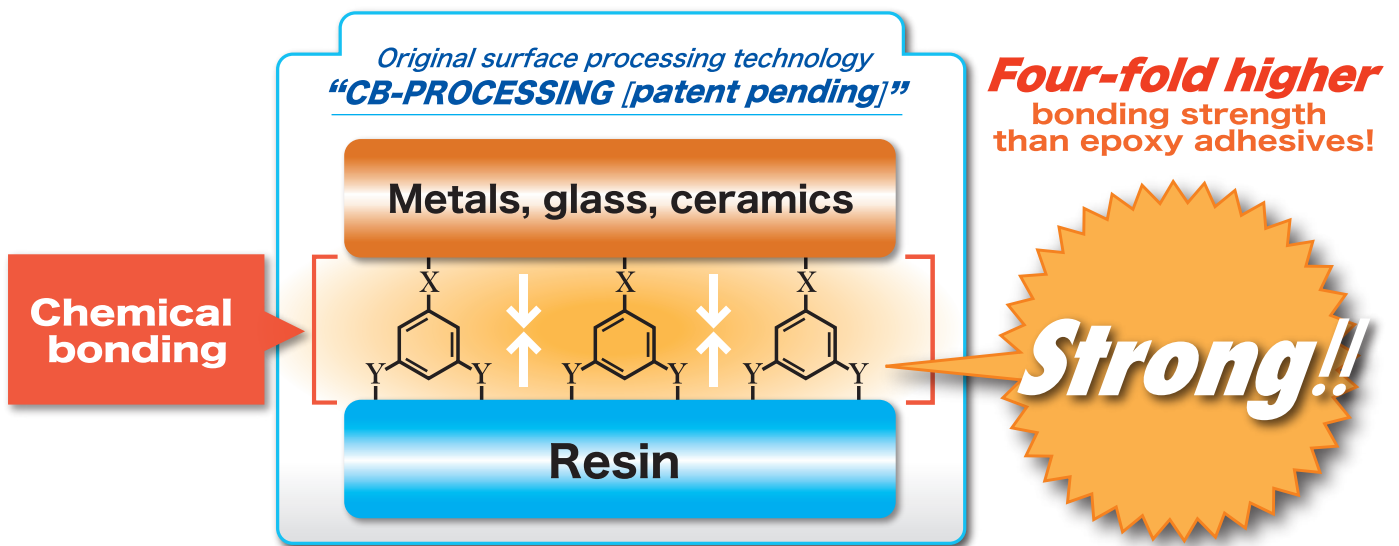 Original surface processing technology
“CB-PROCESSING [patent pending]”
Four-fold higher
bonding strength
than epoxy adhesives!
Metals, glass, ceramics
Chemical
bonding
X X X
Y Y Y Y Y Y
Strong!!
Resin